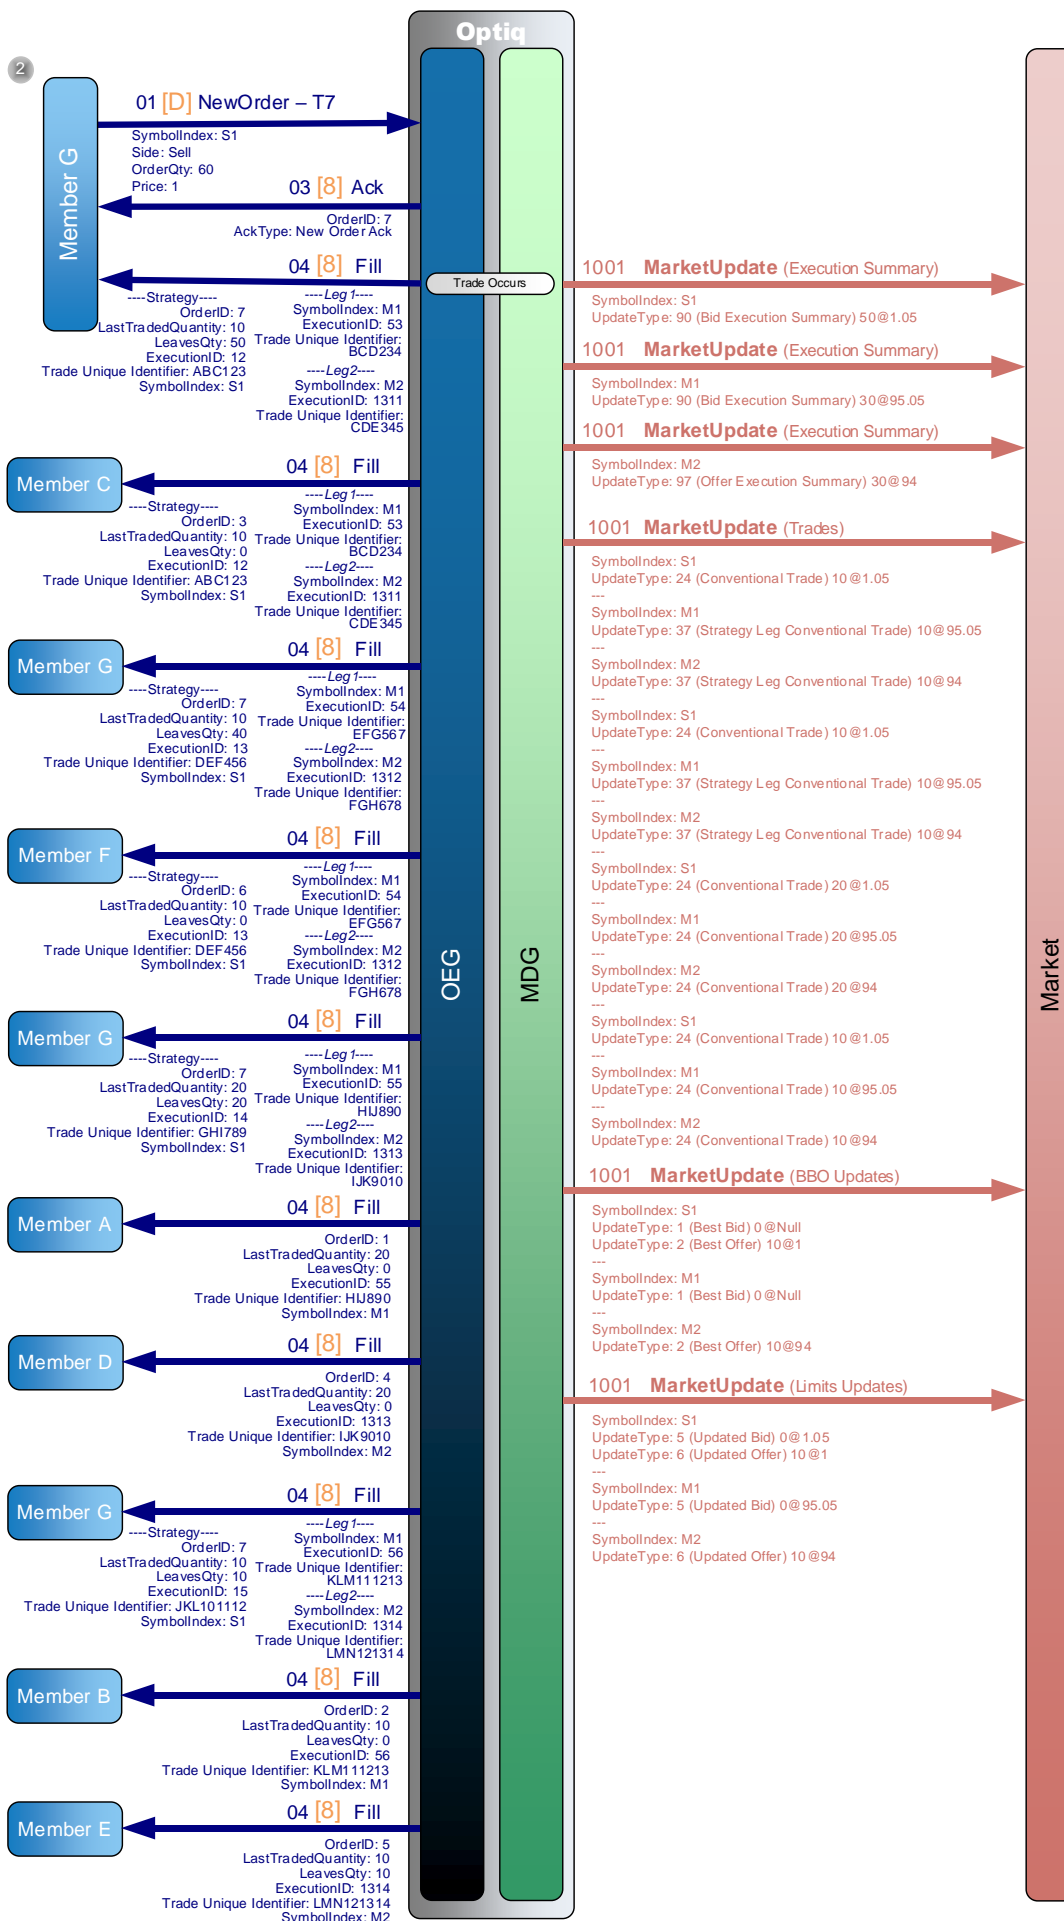 Optiq
2
01 [D] NewOrder – T7
SymbolIndex: S1
Side: Sell
OrderQty: 60
Price: 1
Member G
03 [8] Ack
OrderID: 7
AckType: New Order Ack
04 [8] Fill
Trade Occurs
----Strategy----
OrderID: 7
LastTradedQuantity: 10
LeavesQty: 50
ExecutionID: 12
Trade Unique Identifier: ABC123
SymbolIndex: S1
----Leg 1----
SymbolIndex: M1
ExecutionID: 53
Trade Unique Identifier:
BCD234
----Leg2----
SymbolIndex: M2
ExecutionID: 1311
Trade Unique Identifier:
CDE345
Member C
04 [8] Fill
----Strategy----
OrderID: 3
LastTradedQuantity: 10
LeavesQty: 0
ExecutionID: 12
Trade Unique Identifier: ABC123
SymbolIndex: S1
----Leg 1----
SymbolIndex: M1
ExecutionID: 53
Trade Unique Identifier:
BCD234
----Leg2----
SymbolIndex: M2
ExecutionID: 1311
Trade Unique Identifier:
CDE345
Member G
04 [8] Fill
----Strategy----
OrderID: 7
LastTradedQuantity: 10
LeavesQty: 40
ExecutionID: 13
Trade Unique Identifier: DEF456
SymbolIndex: S1
----Leg 1----
SymbolIndex: M1
ExecutionID: 54
Trade Unique Identifier:
EFG567
----Leg2----
SymbolIndex: M2
ExecutionID: 1312
Trade Unique Identifier:
FGH678
Member F
04 [8] Fill
----Strategy----
OrderID: 6
LastTradedQuantity: 10
LeavesQty: 0
ExecutionID: 13
Trade Unique Identifier: DEF456
SymbolIndex: S1
----Leg 1----
SymbolIndex: M1
ExecutionID: 54
Trade Unique Identifier:
EFG567
----Leg2----
SymbolIndex: M2
ExecutionID: 1312
Trade Unique Identifier:
FGH678
Member G
04 [8] Fill
----Strategy----
OrderID: 7
LastTradedQuantity: 20
LeavesQty: 20
ExecutionID: 14
Trade Unique Identifier: GHI789
SymbolIndex: S1
----Leg 1----
SymbolIndex: M1
ExecutionID: 55
Trade Unique Identifier:
HIJ890
----Leg2----
SymbolIndex: M2
ExecutionID: 1313
Trade Unique Identifier:
IJK9010
Member A
04 [8] Fill
OrderID: 1
LastTradedQuantity: 20
LeavesQty: 0
ExecutionID: 55
Trade Unique Identifier: HIJ890
SymbolIndex: M1
Member D
04 [8] Fill
OrderID: 4
LastTradedQuantity: 20
LeavesQty: 0
ExecutionID: 1313
Trade Unique Identifier: IJK9010
SymbolIndex: M2
Member G
04 [8] Fill
----Strategy----
OrderID: 7
LastTradedQuantity: 10
LeavesQty: 10
ExecutionID: 15
Trade Unique Identifier: JKL101112
SymbolIndex: S1
----Leg 1----
SymbolIndex: M1
ExecutionID: 56
Trade Unique Identifier:
KLM111213
----Leg2----
SymbolIndex: M2
ExecutionID: 1314
Trade Unique Identifier:
LMN121314
Member B
04 [8] Fill
OrderID: 2
LastTradedQuantity: 10
LeavesQty: 0
ExecutionID: 56
Trade Unique Identifier: KLM111213
SymbolIndex: M1
Member E
04 [8] Fill
OrderID: 5
LastTradedQuantity: 10
LeavesQty: 10
ExecutionID: 1314
Trade Unique Identifier: LMN121314
SymbolIndex: M2
OEG
MDG
1001 MarketUpdate (Execution Summary)
SymbolIndex: S1
UpdateType: 90 (Bid Execution Summary) 50@1.05
1001 MarketUpdate (Execution Summary)
SymbolIndex: M1
UpdateType: 90 (Bid Execution Summary) 30@95.05
1001 MarketUpdate (Execution Summary)
SymbolIndex: M2
UpdateType: 97 (Offer Execution Summary) 30@94
1001 MarketUpdate (Trades)
SymbolIndex: S1
UpdateType: 24 (Conventional Trade) 10@1.05
---
SymbolIndex: M1
UpdateType: 37 (Strategy Leg Conventional Trade) 10@95.05
---
SymbolIndex: M2
UpdateType: 37 (Strategy Leg Conventional Trade) 10@94
---
SymbolIndex: S1
UpdateType: 24 (Conventional Trade) 10@1.05
---
SymbolIndex: M1
UpdateType: 37 (Strategy Leg Conventional Trade) 10@95.05
---
SymbolIndex: M2
UpdateType: 37 (Strategy Leg Conventional Trade) 10@94
---
SymbolIndex: S1
UpdateType: 24 (Conventional Trade) 20@1.05
---
SymbolIndex: M1
UpdateType: 24 (Conventional Trade) 20@95.05
---
SymbolIndex: M2
UpdateType: 24 (Conventional Trade) 20@94
---
SymbolIndex: S1
UpdateType: 24 (Conventional Trade) 10@1.05
---
SymbolIndex: M1
UpdateType: 24 (Conventional Trade) 10@95.05
---
SymbolIndex: M2
UpdateType: 24 (Conventional Trade) 10@94
1001 MarketUpdate (BBO Updates)
SymbolIndex: S1
UpdateType: 1 (Best Bid) 0@Null
UpdateType: 2 (Best Offer) 10@1
---
SymbolIndex: M1
UpdateType: 1 (Best Bid) 0@Null
---
SymbolIndex: M2
UpdateType: 2 (Best Offer) 10@94
1001 MarketUpdate (Limits Updates)
SymbolIndex: S1
UpdateType: 5 (Updated Bid) 0@1.05
UpdateType: 6 (Updated Offer) 10@1
---
SymbolIndex: M1
UpdateType: 5 (Updated Bid) 0@95.05
---
SymbolIndex: M2
UpdateType: 6 (Updated Offer) 10@94
Market